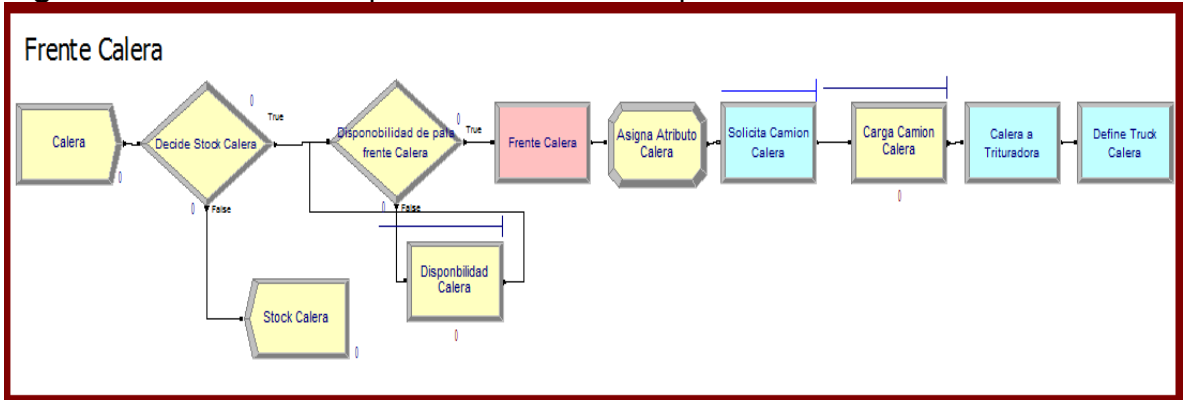 Frente Calera
Calera
0
Decide Stock Calera
0
True
0
False
Stock Calera
0
Disponobilidad de pala
frente Calera
0
True
0
False
Disponbilidad
Calera
0
Frente Calera
Asigna Atributo
Calera
Solicita Camion
Calera
Carga Camion
Calera
0
Calera a
Trituradora
Define Truck
Calera